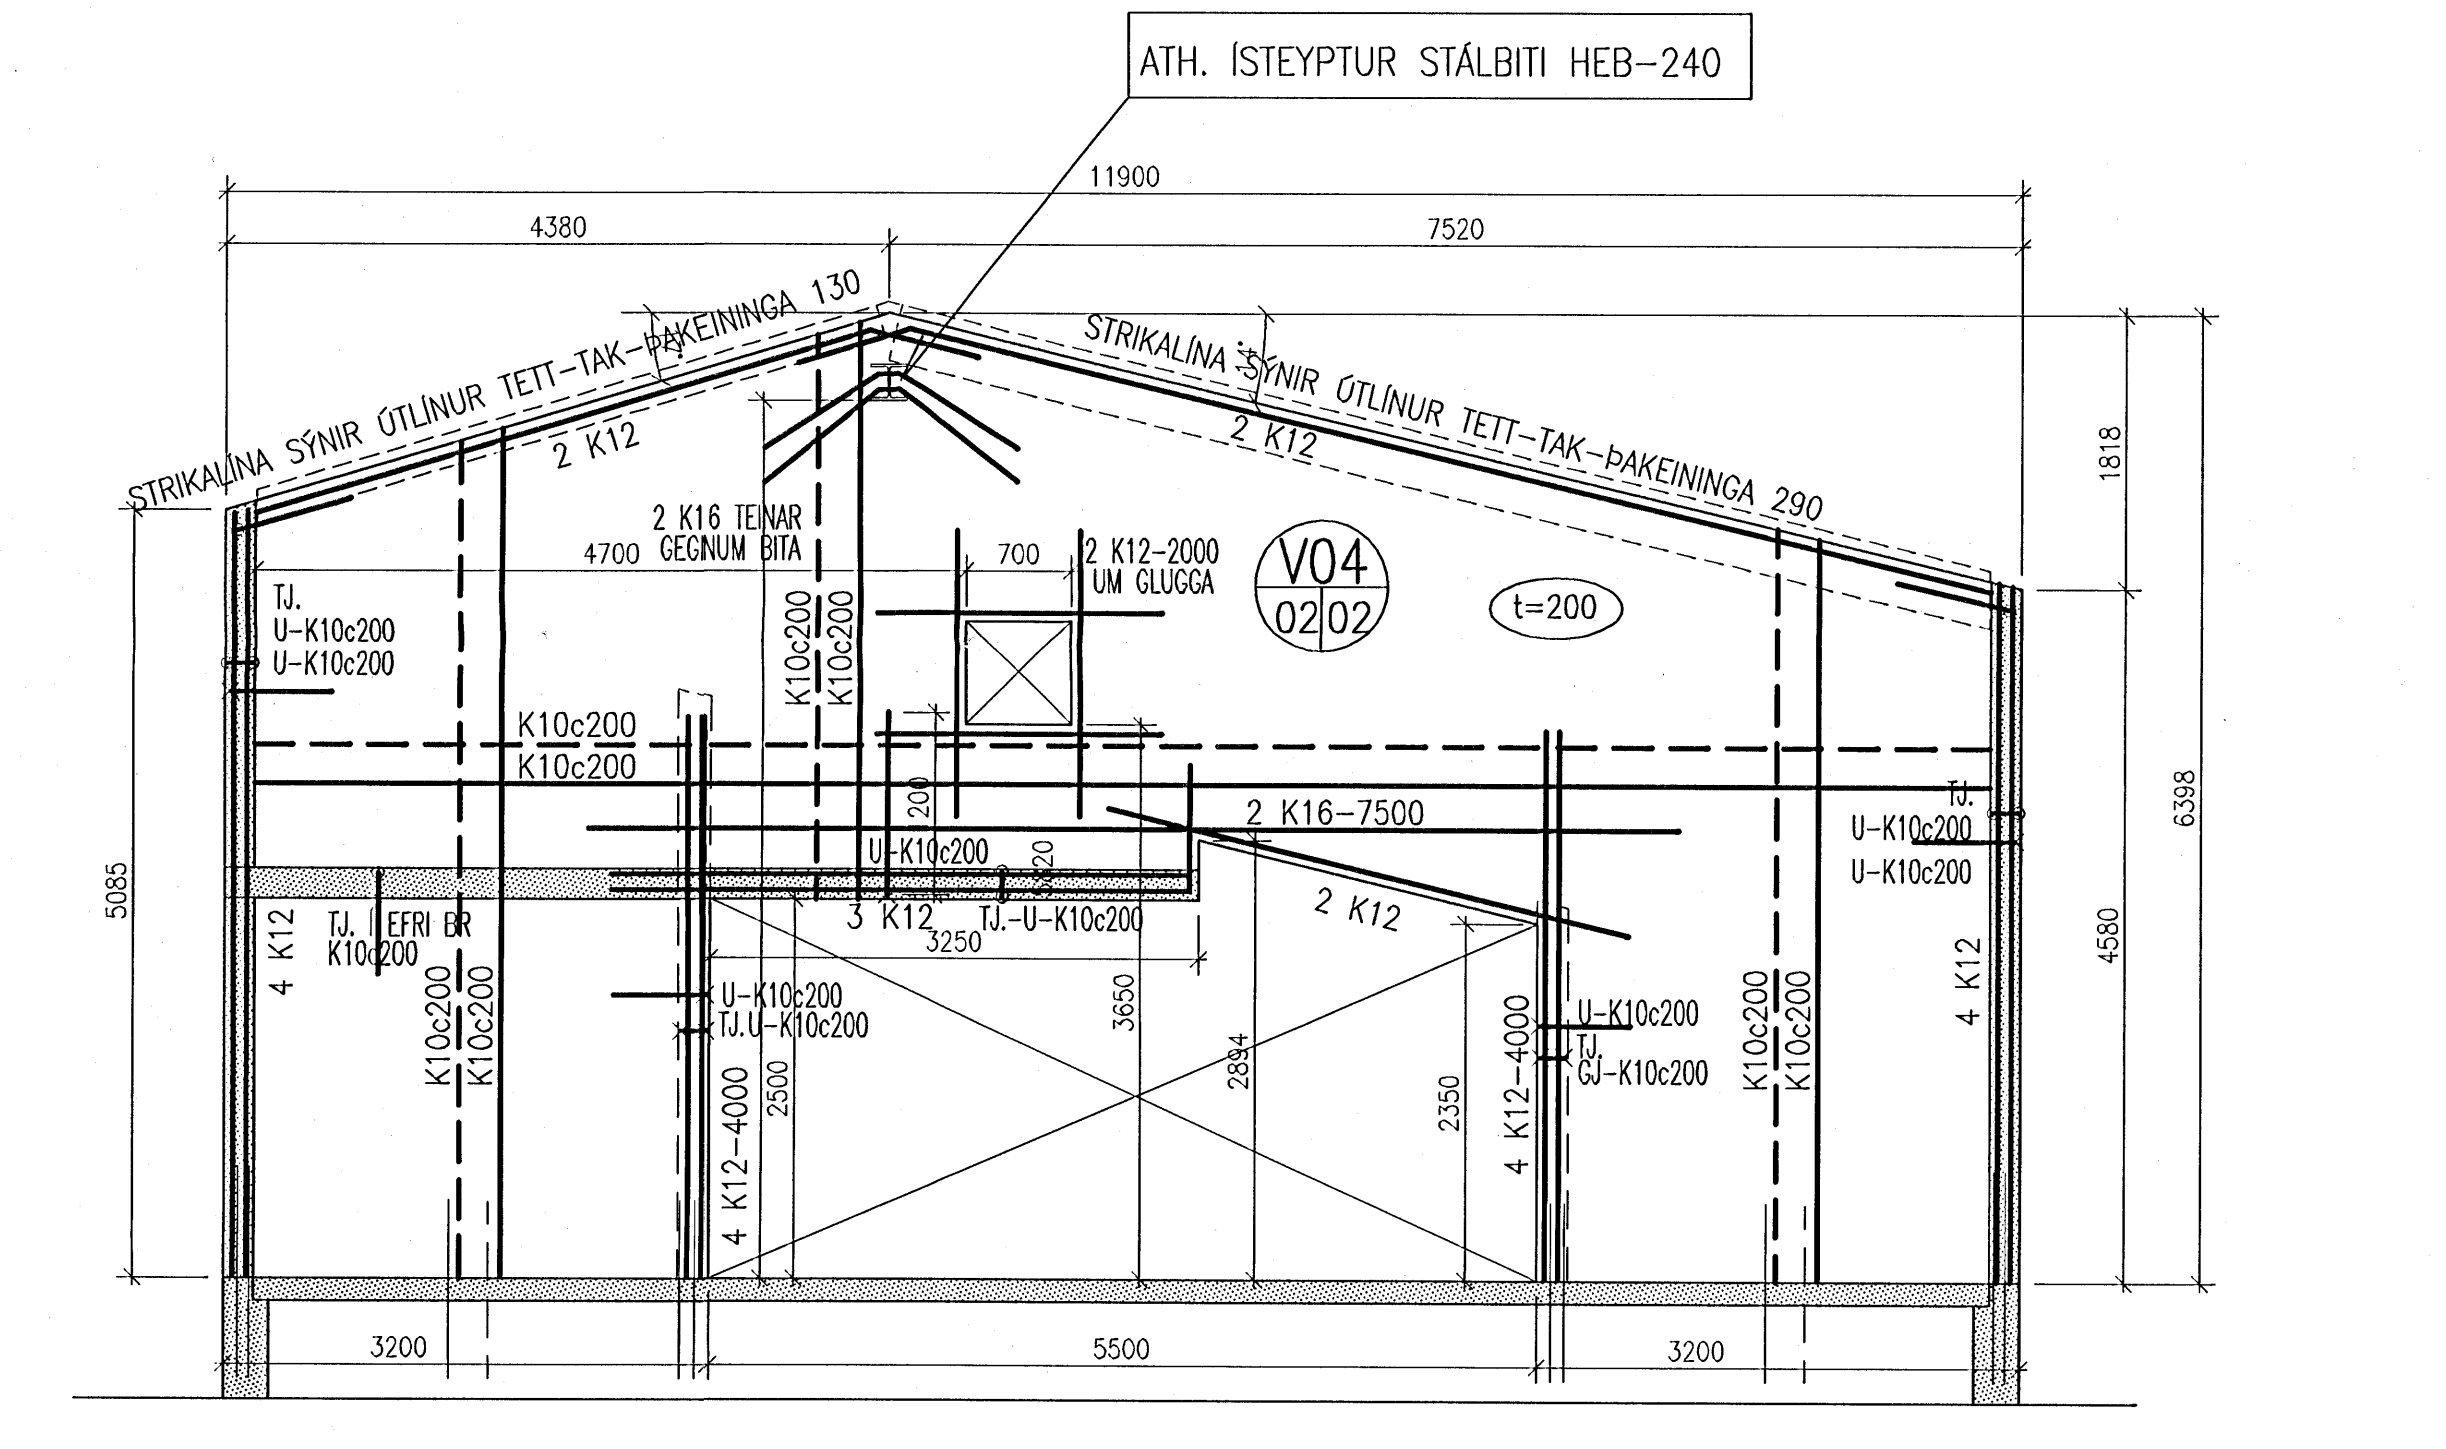 ATH. ÍSTEYPTUR STÁLBITI HEB-240
11900
4380
7520
STRIKALÍNA SÝNIR ÚTLÍNUR TETT-TAK-ÞAKEININGA 130
STRIKALÍNA SÝNIR ÚTLÍNUR TETT-TAK-ÞAKEININGA 290
2 K12
2 K12
1818
6398
2 K16 TEINAR
GEGNUM BITA
4700
700
2 K12-2000
UM GLUGGA
V04
02 02
t=200
TJ.
U-K10c200
U-K10c200
K10c200
K10c200
K10c200
K10c200
200
2 K16-7500
TJ.
U-K10c200
U-K10c200
U-K10c200
5085
4 K12
TJ. Í EFRI BR
K10c200
3 K12
TJ.-U-K10c200
3250
2 K12
4 K12
4580
K10c200
K10c200
U-K10c200
TJ.U-K10c200
4 K12-4000
2500
3650
2894
2350
4 K12-4000
U-K10c200
TJ.
GJ-K10c200
K10c200
K10c200
3200
5500
3200